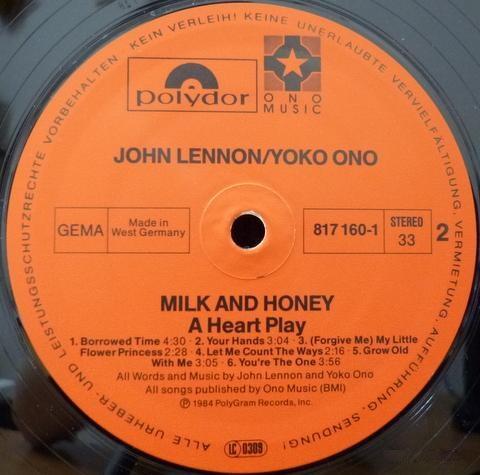 ALLE URHEBER- UND LEISTUNGSSCHUTZRECHTE VORBEHALTEN · KEIN VERLEIH! KEINE UNERLAUBTE VERVIELFÄLTIGUNG, VERMIETUNG, AUFFÜHRUNG, SENDUNG!
polydor
ONO
MUSIC
JOHN LENNON/YOKO ONO
GEMA
Made in
West Germany
817 160-1
STEREO
33
2
MILK AND HONEY
A Heart Play
1. Borrowed Time 4:30 · 2. Your Hands 3:04 · 3. (Forgive Me) My Little
Flower Princess 2:28 · 4. Let Me Count The Ways 2:16 · 5. Grow Old
With Me 3:05 · 6. You're The One 3:56
All Words and Music by John Lennon and Yoko Ono
All songs published by Ono Music (BMI)
℗ 1984 PolyGram Records, Inc.
LC 0309